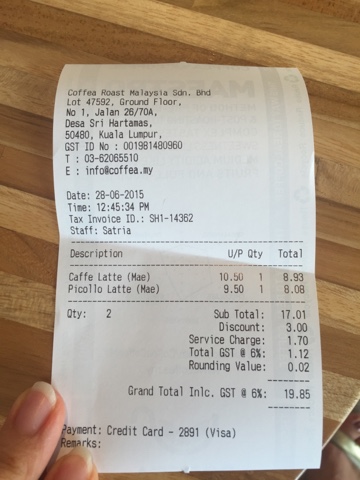 Coffea Roast Malaysia Sdn. Bhd
Lot 47592, Ground Floor,
No 1, Jalan 26/70A,
Desa Sri Hartamas,
50480, Kuala Lumpur,
GST ID No : 001981480960
T : 03-62065510
E : info@coffea.my
Date: 28-06-2015
Time: 12:45:34 PM
Tax Invoice ID.: SH1-14362
Staff: Satria
Description U/P Qty Total
Caffe Latte (Mae) 10.50 1 8.93
Picollo Latte (Mae) 9.50 1 8.08
Qty: 2 Sub Total: 17.01
Discount: 3.00
Service Charge: 1.70
Total GST @ 6%: 1.12
Rounding Value: 0.02
Grand Total Inlc. GST @ 6%: 19.85
Payment: Credit Card - 2891 (Visa)
Remarks: